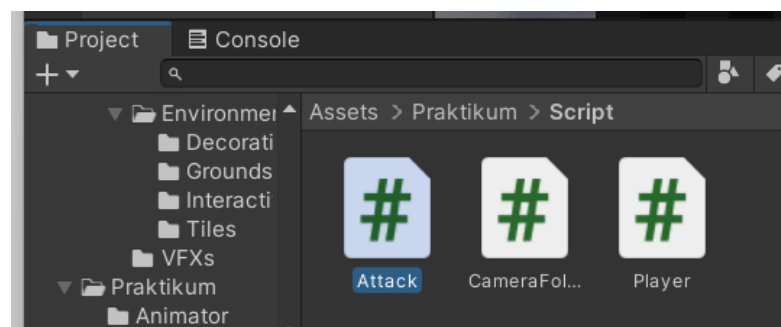 Project Console
Assets > Praktikum > Script
Environmer
Decorati
Grounds
Interacti
Tiles
VFXs
Praktikum
Animator
Attack
CameraFol...
Player